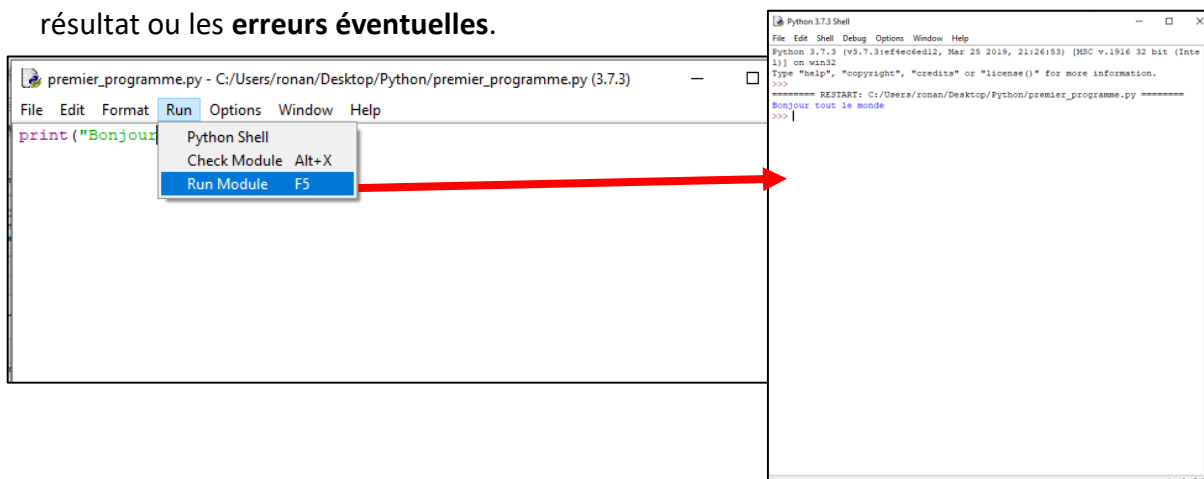 résultat ou les erreurs éventuelles.
premier_programme.py - C:/Users/ronan/Desktop/Python/premier_programme.py (3.7.3)
File Edit Format Run Options Window Help
print("Bonjour
Python Shell
Check Module Alt+X
Run Module F5
Python 3.7.3 Shell
File Edit Shell Debug Options Window Help
Python 3.7.3 (v3.7.3:ef4ec6ed12, Mar 25 2019, 21:26:53) [MSC v.1916 32 bit (Inte
l)] on win32
Type "help", "copyright", "credits" or "license()" for more information.
>>>
======== RESTART: C:/Users/ronan/Desktop/Python/premier_programme.py ========
Bonjour tout le monde
>>>